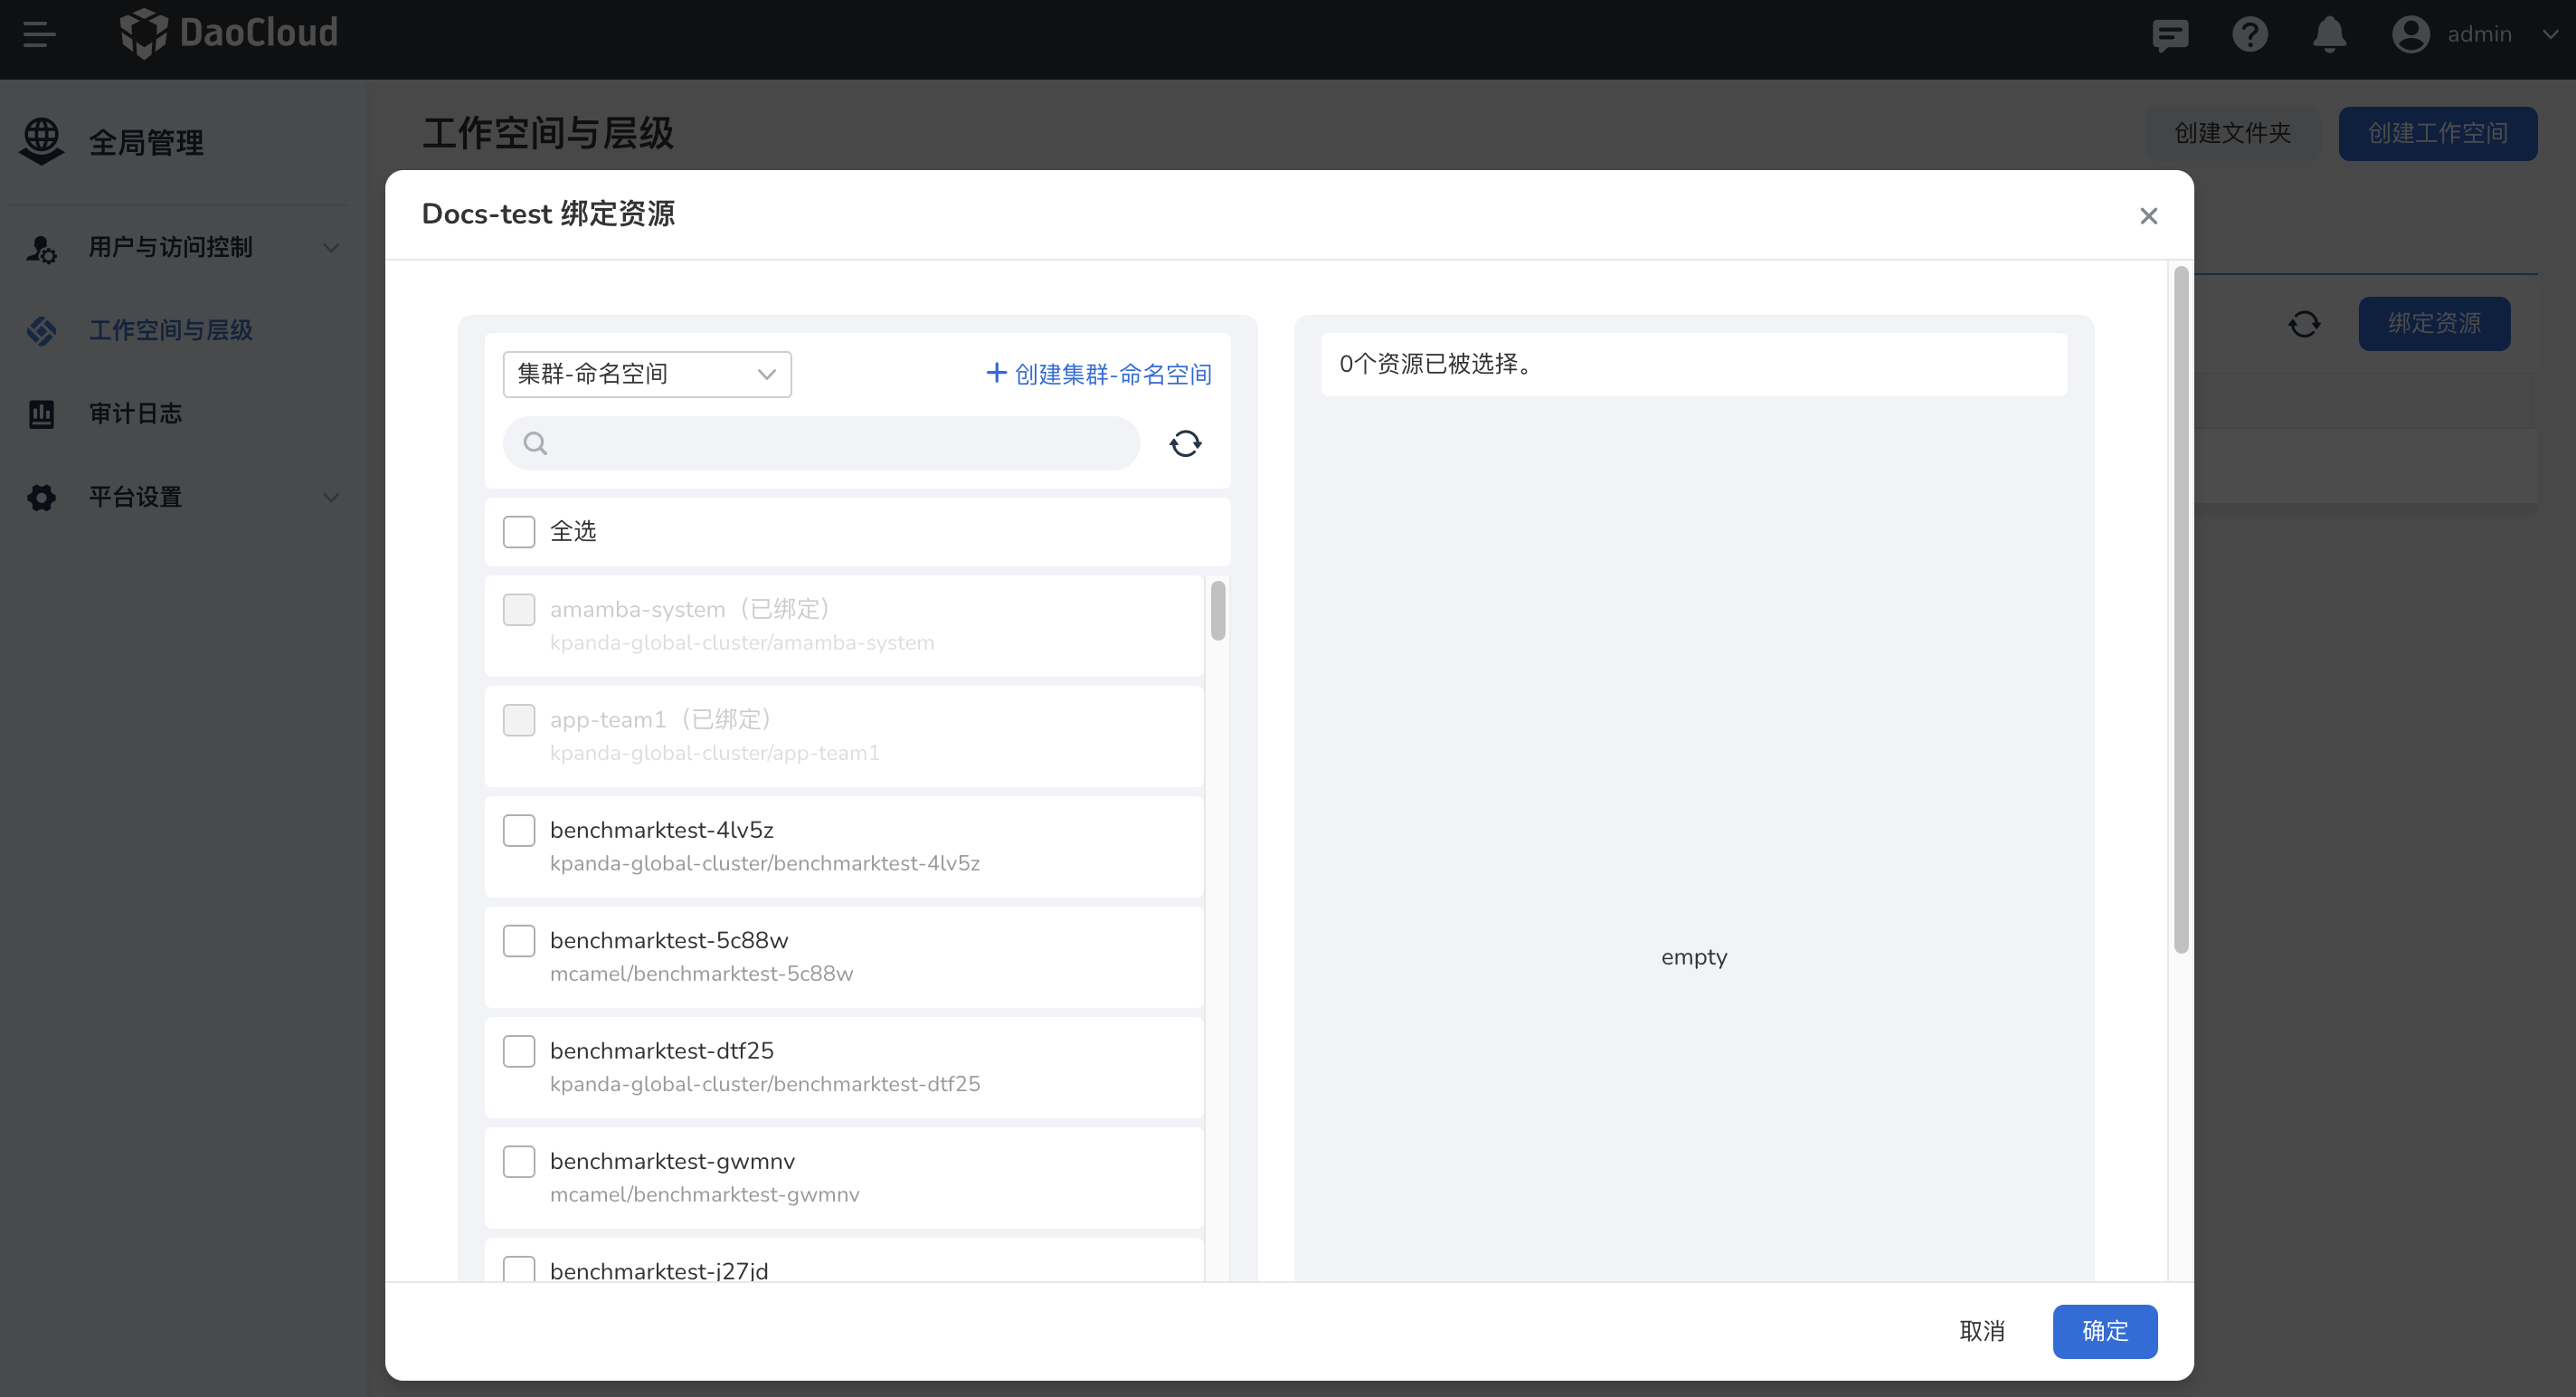 DaoCloud
admin
全局管理
用户与访问控制
工作空间与层级
审计日志
平台设置
工作空间与层级
创建文件夹
创建工作空间
绑定资源
Docs-test 绑定资源
集群-命名空间
创建集群-命名空间
全选
amamba-system（已绑定）
kpanda-global-cluster/amamba-system
app-team1（已绑定）
kpanda-global-cluster/app-team1
benchmarktest-4lv5z
kpanda-global-cluster/benchmarktest-4lv5z
benchmarktest-5c88w
mcamel/benchmarktest-5c88w
benchmarktest-dtf25
kpanda-global-cluster/benchmarktest-dtf25
benchmarktest-gwmnv
mcamel/benchmarktest-gwmnv
benchmarktest-j27jd
0个资源已被选择。
empty
取消
确定